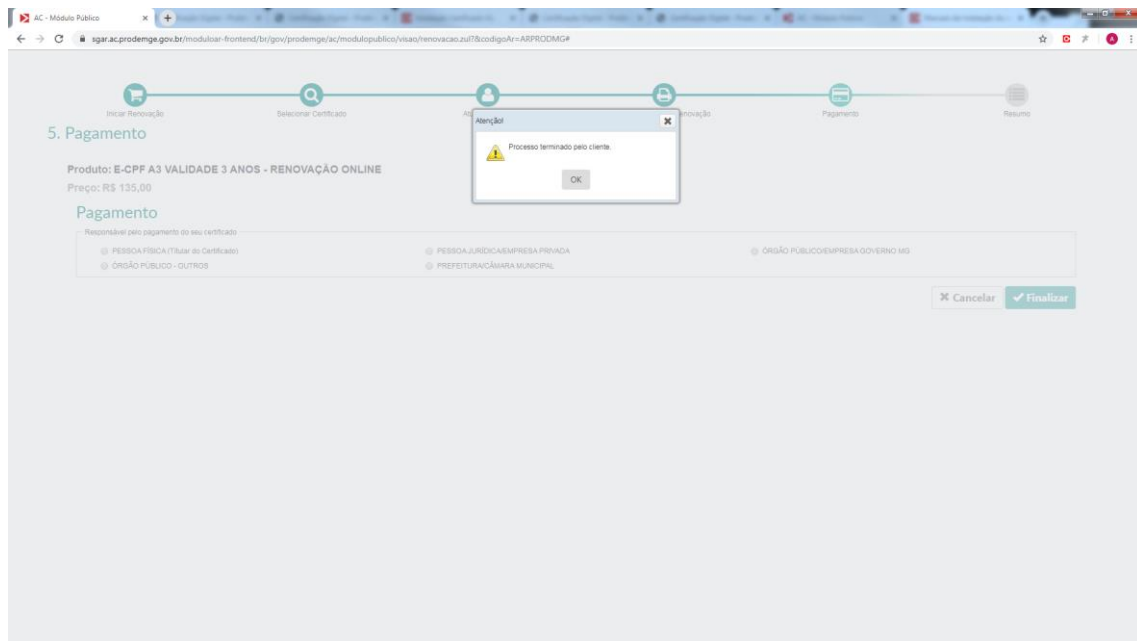 AC - Módulo Público
sgar.ac.prodemge.gov.br/moduloar-frontend/br/gov/prodemge/ac/modulopublico/visao/renovacao.zul?&codigoAr=ARPRODMG#
Iniciar Renovação
Selecionar Certificado
Pagamento
Resumo
5. Pagamento
Atenção!
Processo terminado pelo cliente.
OK
Produto: E-CPF A3 VALIDADE 3 ANOS - RENOVAÇÃO ONLINE
Preço: R$ 135,00
Pagamento
Responsável pelo pagamento do seu certificado
PESSOA FÍSICA (Titular do Certificado)
PESSOA JURÍDICA/EMPRESA PRIVADA
ÓRGÃO PÚBLICO/EMPRESA GOVERNO MG
ÓRGÃO PÚBLICO - OUTROS
PREFEITURA/CÂMARA MUNICIPAL
Cancelar
Finalizar